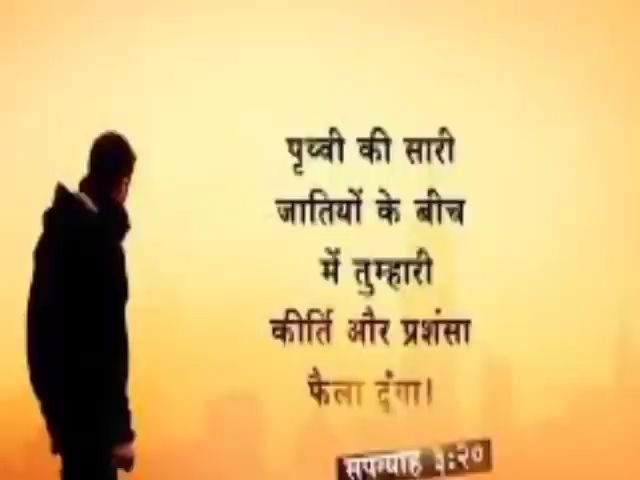 पृथ्वी की सारी
जातियों के बीच
में तुम्हारी
कीर्ति और प्रशंसा
फैला दूंगा।
सपन्याह ३:२०